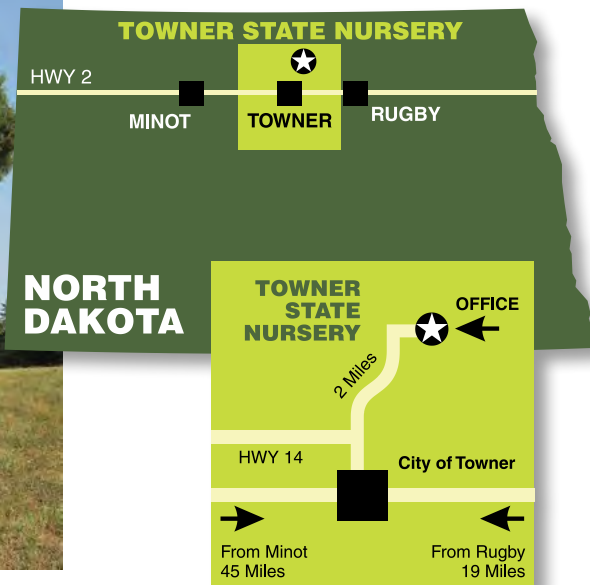 TOWNER STATE NURSERY
HWY 2
MINOT
TOWNER
RUGBY
NORTH
DAKOTA
TOWNER
STATE
NURSERY
OFFICE
2 Miles
HWY 14
City of Towner
From Minot
45 Miles
From Rugby
19 Miles